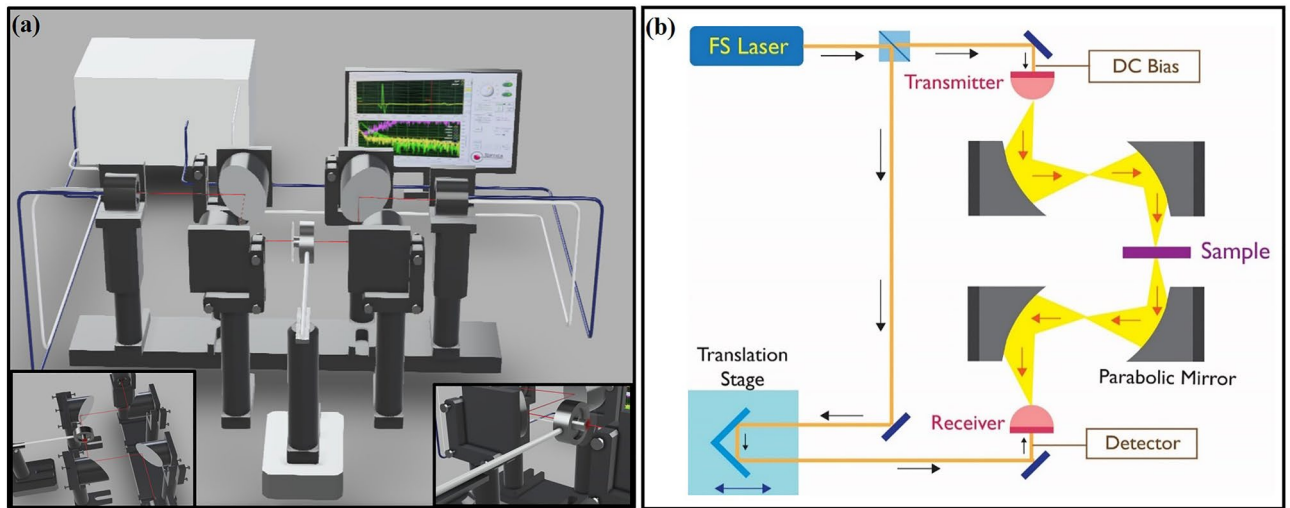 (a)
(b)
FS Laser
DC Bias
Transmitter
Sample
Translation
Stage
Parabolic Mirror
Receiver
Detector